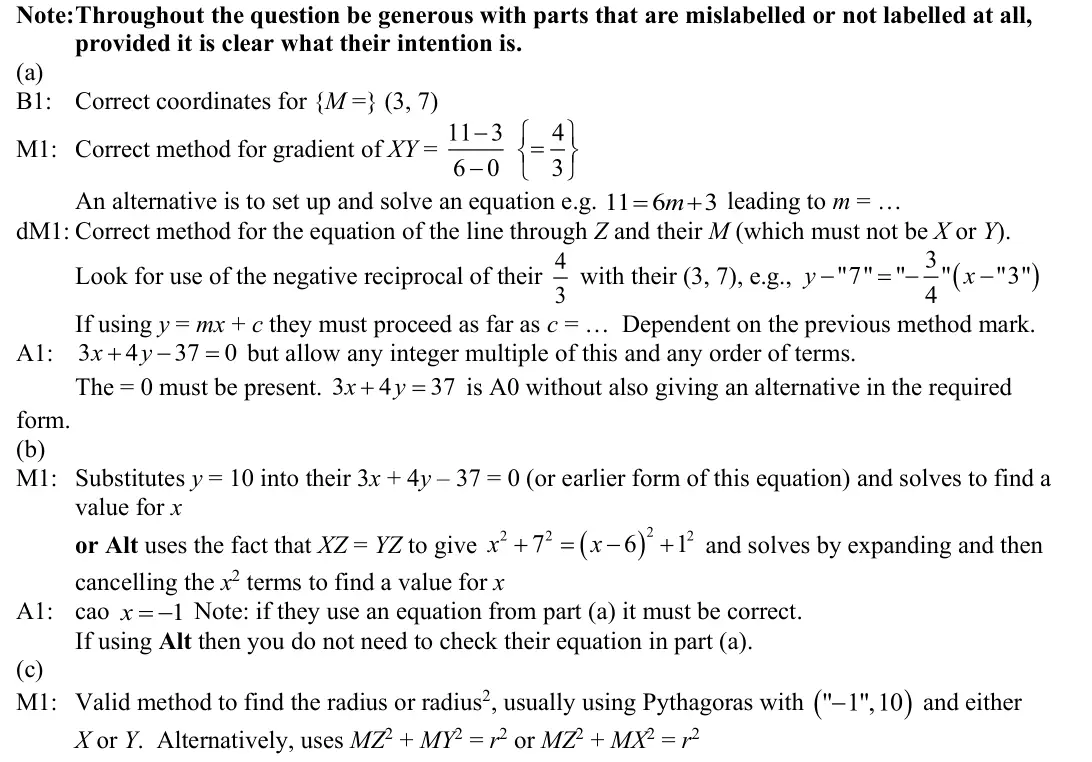 Note: Throughout the question be generous with parts that are mislabelled or not labelled at all,
provided it is clear what their intention is.
(a)
B1: Correct coordinates for {M =} (3, 7)
M1: Correct method for gradient of XY = (11−3)/(6−0) {= 4/3}
An alternative is to set up and solve an equation e.g. 11 = 6m + 3 leading to m = …
dM1: Correct method for the equation of the line through Z and their M (which must not be X or Y).
Look for use of the negative reciprocal of their 4/3 with their (3, 7), e.g., y − "7" = "−3/4"(x − "3")
If using y = mx + c they must proceed as far as c = … Dependent on the previous method mark.
A1: 3x + 4y − 37 = 0 but allow any integer multiple of this and any order of terms.
The = 0 must be present. 3x + 4y = 37 is A0 without also giving an alternative in the required
form.
(b)
M1: Substitutes y = 10 into their 3x + 4y – 37 = 0 (or earlier form of this equation) and solves to find a
value for x
or Alt uses the fact that XZ = YZ to give x² + 7² = (x − 6)² + 1² and solves by expanding and then
cancelling the x² terms to find a value for x
A1: cao x = −1 Note: if they use an equation from part (a) it must be correct.
If using Alt then you do not need to check their equation in part (a).
(c)
M1: Valid method to find the radius or radius², usually using Pythagoras with ("−1", 10) and either
X or Y. Alternatively, uses MZ² + MY² = r² or MZ² + MX² = r²